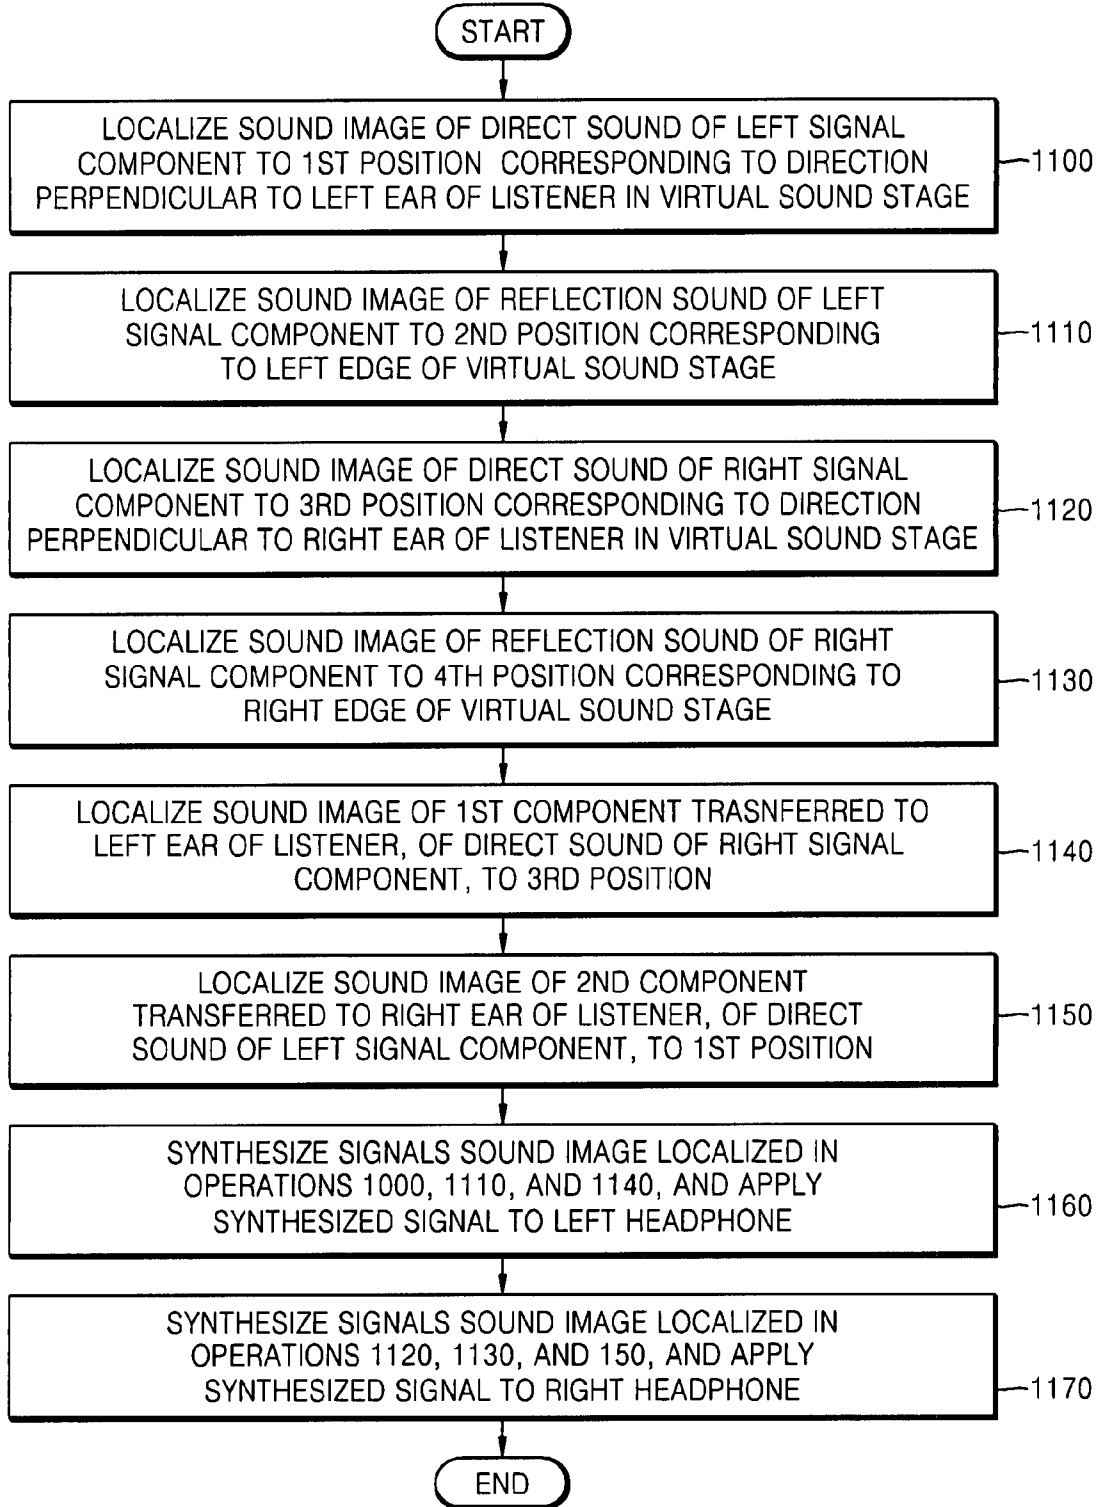 START
LOCALIZE SOUND IMAGE OF DIRECT SOUND OF LEFT SIGNAL
COMPONENT TO 1ST POSITION CORRESPONDING TO DIRECTION
PERPENDICULAR TO LEFT EAR OF LISTENER IN VIRTUAL SOUND STAGE
1100
LOCALIZE SOUND IMAGE OF REFLECTION SOUND OF LEFT
SIGNAL COMPONENT TO 2ND POSITION CORRESPONDING
TO LEFT EDGE OF VIRTUAL SOUND STAGE
1110
LOCALIZE SOUND IMAGE OF DIRECT SOUND OF RIGHT SIGNAL
COMPONENT TO 3RD POSITION CORRESPONDING TO DIRECTION
PERPENDICULAR TO RIGHT EAR OF LISTENER IN VIRTUAL SOUND STAGE
1120
LOCALIZE SOUND IMAGE OF REFLECTION SOUND OF RIGHT
SIGNAL COMPONENT TO 4TH POSITION CORRESPONDING TO
RIGHT EDGE OF VIRTUAL SOUND STAGE
1130
LOCALIZE SOUND IMAGE OF 1ST COMPONENT TRASNFERRED TO
LEFT EAR OF LISTENER, OF DIRECT SOUND OF RIGHT SIGNAL
COMPONENT, TO 3RD POSITION
1140
LOCALIZE SOUND IMAGE OF 2ND COMPONENT
TRANSFERRED TO RIGHT EAR OF LISTENER, OF DIRECT
SOUND OF LEFT SIGNAL COMPONENT, TO 1ST POSITION
1150
SYNTHESIZE SIGNALS SOUND IMAGE LOCALIZED IN
OPERATIONS 1000, 1110, AND 1140, AND APPLY
SYNTHESIZED SIGNAL TO LEFT HEADPHONE
1160
SYNTHESIZE SIGNALS SOUND IMAGE LOCALIZED IN
OPERATIONS 1120, 1130, AND 150, AND APPLY
SYNTHESIZED SIGNAL TO RIGHT HEADPHONE
1170
END